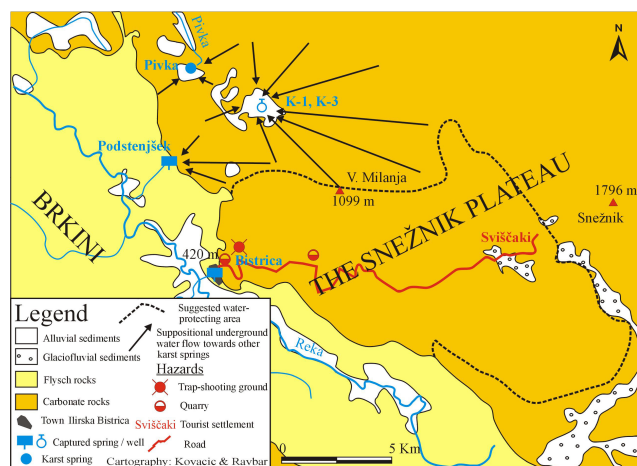 Pivka
N
Pivka
K-1, K-3
Podstenjšek
V. Milanja
1099 m
1796 m
Snežnik
THE SNEŽNIK PLATEAU
BRKINI
Sviščaki
420 m
Bistrica
Reka
Legend
Alluvial sediments
Glaciofluvial sediments
Flysch rocks
Carbonate rocks
Town Ilirska Bistrica
Captured spring / well
Karst spring
Suggested water-
protecting area
Suppositional underground
water flow towards other
karst springs
Hazards
Trap-shooting ground
Quarry
Sviščaki Tourist settlement
Road
Cartography: Kovacic & Ravbar
0 5 Km